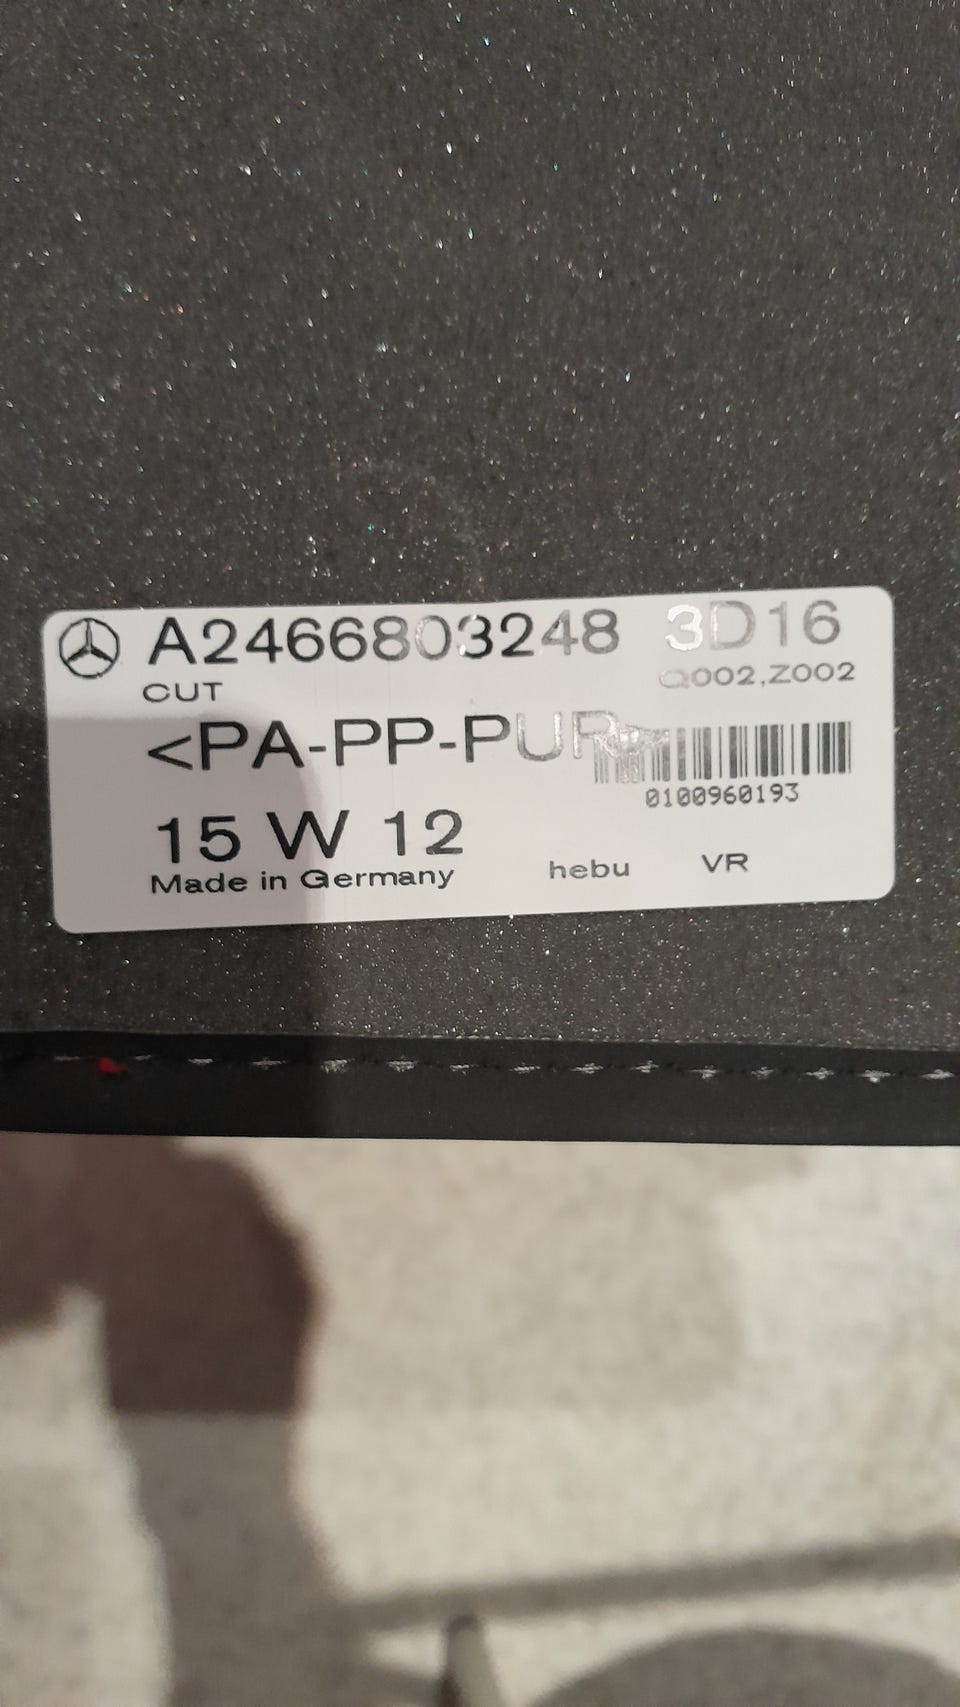 A2466803248 3D16
CUT Q002,Z002
<PA-PP-PUR>
0100960193
15 W 12
Made in Germany hebu VR